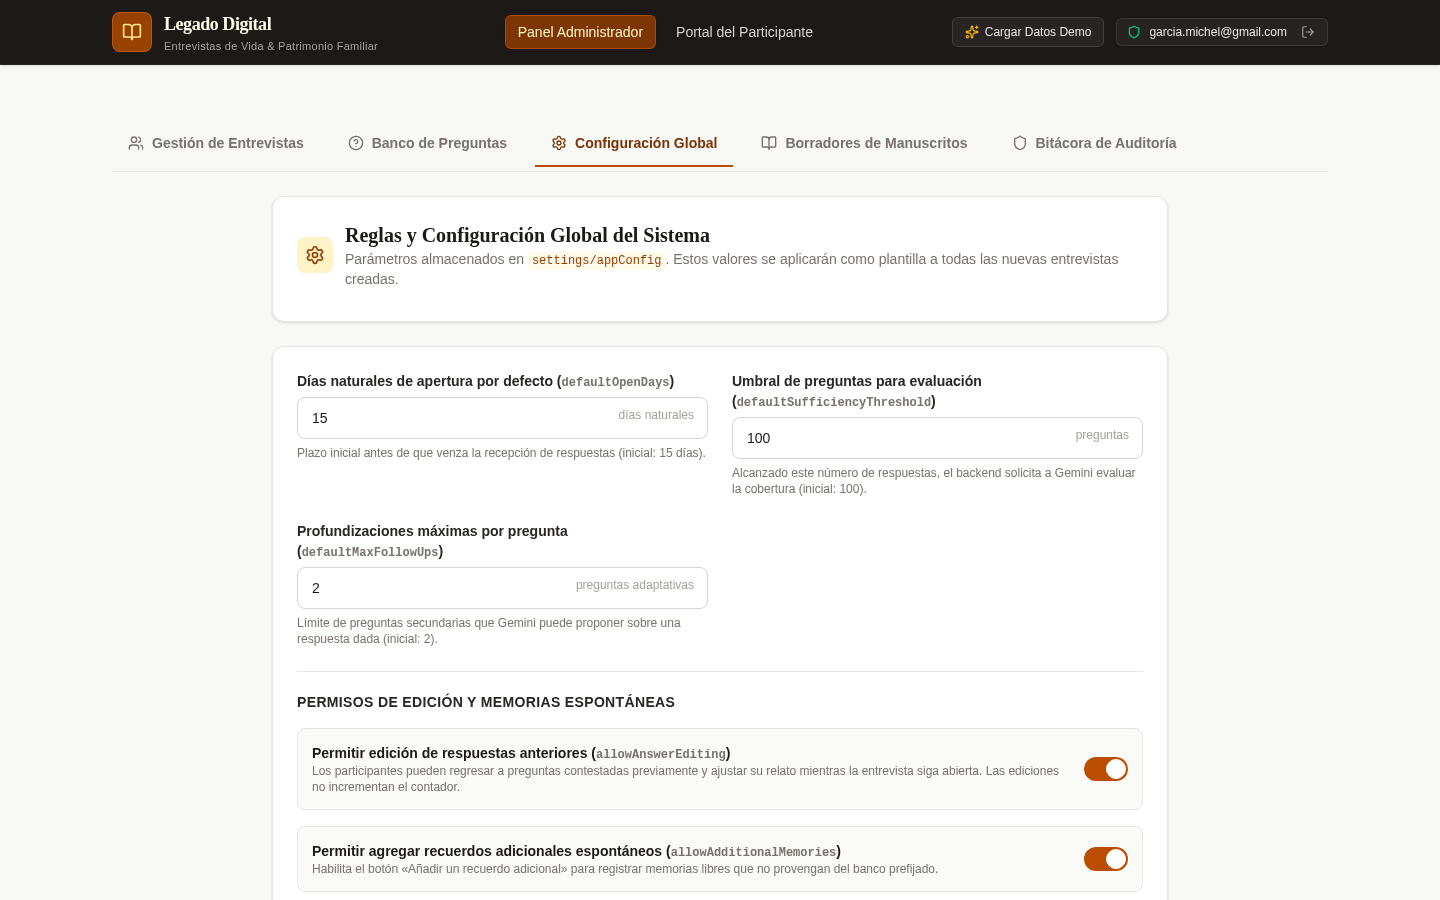 Legado Digital
Entrevistas de Vida & Patrimonio Familiar
Panel Administrador
Portal del Participante
Cargar Datos Demo
garcia.michel@gmail.com
Gestión de Entrevistas
Banco de Preguntas
Configuración Global
Borradores de Manuscritos
Bitácora de Auditoría
Reglas y Configuración Global del Sistema
Parámetros almacenados en settings/appConfig. Estos valores se aplicarán como plantilla a todas las nuevas entrevistas
creadas.
Días naturales de apertura por defecto (defaultOpenDays)
15
días naturales
Plazo inicial antes de que venza la recepción de respuestas (inicial: 15 días).
Umbral de preguntas para evaluación
(defaultSufficiencyThreshold)
100
preguntas
Alcanzado este número de respuestas, el backend solicita a Gemini evaluar
la cobertura (inicial: 100).
Profundizaciones máximas por pregunta
(defaultMaxFollowUps)
2
preguntas adaptativas
Límite de preguntas secundarias que Gemini puede proponer sobre una
respuesta dada (inicial: 2).
PERMISOS DE EDICIÓN Y MEMORIAS ESPONTÁNEAS
Permitir edición de respuestas anteriores (allowAnswerEditing)
Los participantes pueden regresar a preguntas contestadas previamente y ajustar su relato mientras la entrevista siga abierta. Las ediciones
no incrementan el contador.
Permitir agregar recuerdos adicionales espontáneos (allowAdditionalMemories)
Habilita el botón «Añadir un recuerdo adicional» para registrar memorias libres que no provengan del banco prefijado.